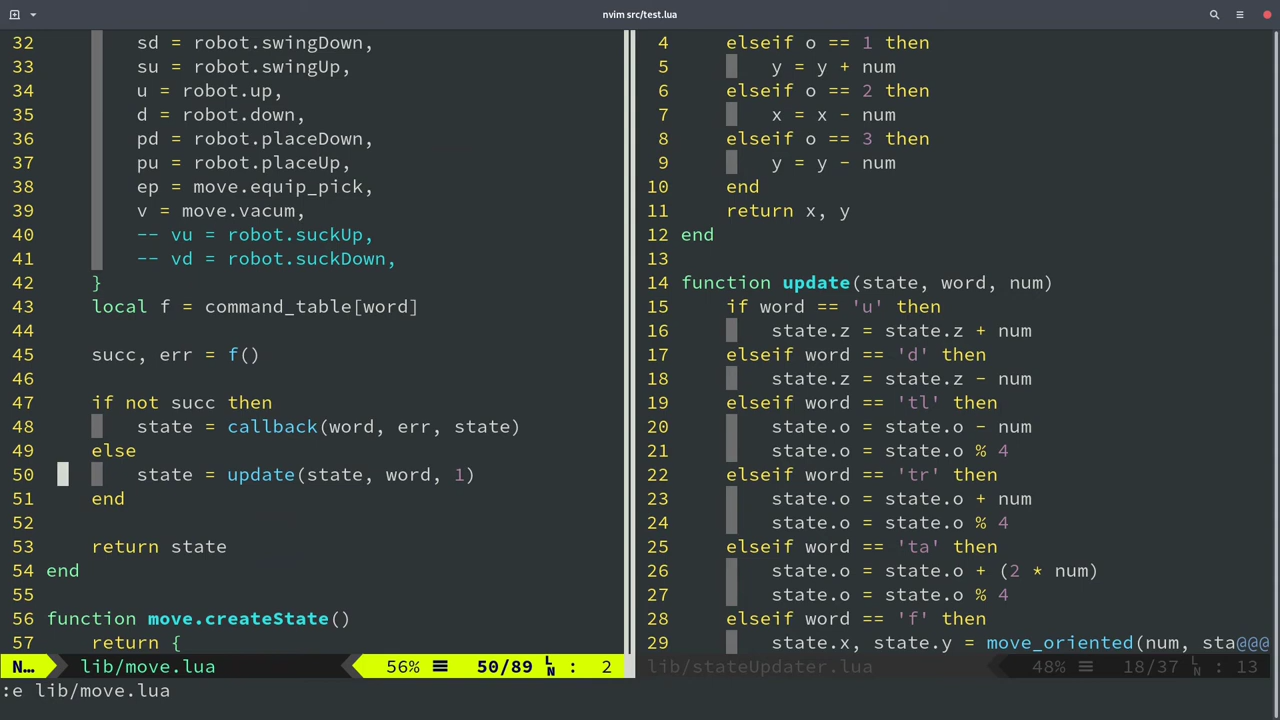 nvim src/test.lua
32 sd = robot.swingDown,
33 su = robot.swingUp,
34 u = robot.up,
35 d = robot.down,
36 pd = robot.placeDown,
37 pu = robot.placeUp,
38 ep = move.equip_pick,
39 v = move.vacum,
40 -- vu = robot.suckUp,
41 -- vd = robot.suckDown,
42 }
43 local f = command_table[word]
44
45 succ, err = f()
46
47 if not succ then
48 state = callback(word, err, state)
49 else
50 state = update(state, word, 1)
51 end
52
53 return state
54 end
55
56 function move.createState()
57 return {
N… lib/move.lua 56% ☰ 50/89 LN : 2
4 elseif o == 1 then
5 y = y + num
6 elseif o == 2 then
7 x = x - num
8 elseif o == 3 then
9 y = y - num
10 end
11 return x, y
12 end
13
14 function update(state, word, num)
15 if word == 'u' then
16 state.z = state.z + num
17 elseif word == 'd' then
18 state.z = state.z - num
19 elseif word == 'tl' then
20 state.o = state.o - num
21 state.o = state.o % 4
22 elseif word == 'tr' then
23 state.o = state.o + num
24 state.o = state.o % 4
25 elseif word == 'ta' then
26 state.o = state.o + (2 * num)
27 state.o = state.o % 4
28 elseif word == 'f' then
29 state.x, state.y = move_oriented(num, sta@@@
lib/stateUpdater.lua 48% ☰ 18/37 LN : 13
:e lib/move.lua